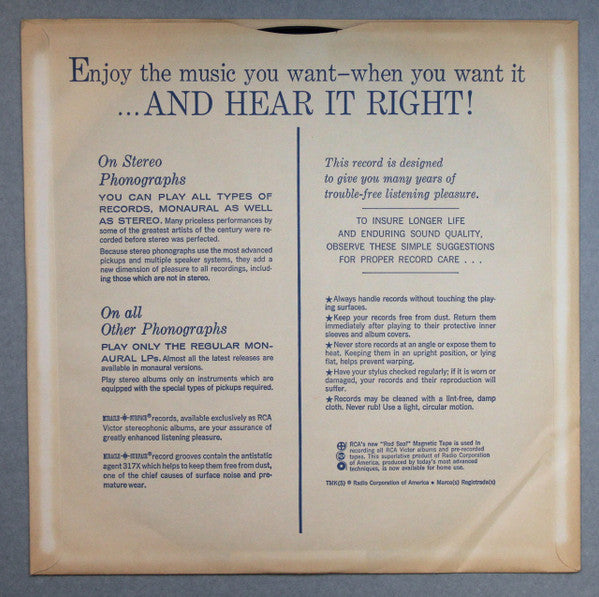 Enjoy the music you want—when you want it
...AND HEAR IT RIGHT!
On Stereo
Phonographs
YOU CAN PLAY ALL TYPES OF
RECORDS, MONAURAL AS WELL
AS STEREO. Many priceless performances by
some of the greatest artists of the century were re-
corded before stereo was perfected.
Because stereo phonographs use the most advanced
pickups and multiple speaker systems, they add a
new dimension of pleasure to all recordings, includ-
ing those which are not in stereo.
On all
Other Phonographs
PLAY ONLY THE REGULAR MON-
AURAL LPs. Almost all the latest releases are
available in monaural versions.
Play stereo albums only on instruments which are
equipped with the special types of pickups required.
MIRACLE SURFACE® records, available exclusively as RCA
Victor stereophonic albums, are your assurance of
greatly enhanced listening pleasure.
MIRACLE SURFACE® record grooves contain the antistatic
agent 317X which helps to keep them free from dust,
one of the chief causes of surface noise and pre-
mature wear.
This record is designed
to give you many years of
trouble-free listening pleasure.
TO INSURE LONGER LIFE
AND ENDURING SOUND QUALITY,
OBSERVE THESE SIMPLE SUGGESTIONS
FOR PROPER RECORD CARE . . .
★Always handle records without touching the play-
ing surfaces.
★Keep your records free from dust. Return them
immediately after playing to their protective inner
sleeves and album covers.
★Never store records at an angle or expose them to
heat. Keeping them in an upright position, or lying
flat, helps prevent warping.
★Have your stylus checked regularly; if it is worn or
damaged, your records and their reproduction will
suffer.
★Records may be cleaned with a lint-free, damp
cloth. Never rub! Use a light, circular motion.
RCA's new "Red Seal" Magnetic Tape is used in
recording all RCA Victor albums and pre-recorded
tapes. This superlative product of Radio Corporation
of America, produced by today's most advanced
techniques, is now available for home use.
TMK(S) ® Radio Corporation of America • Marca(s) Registrada(s)